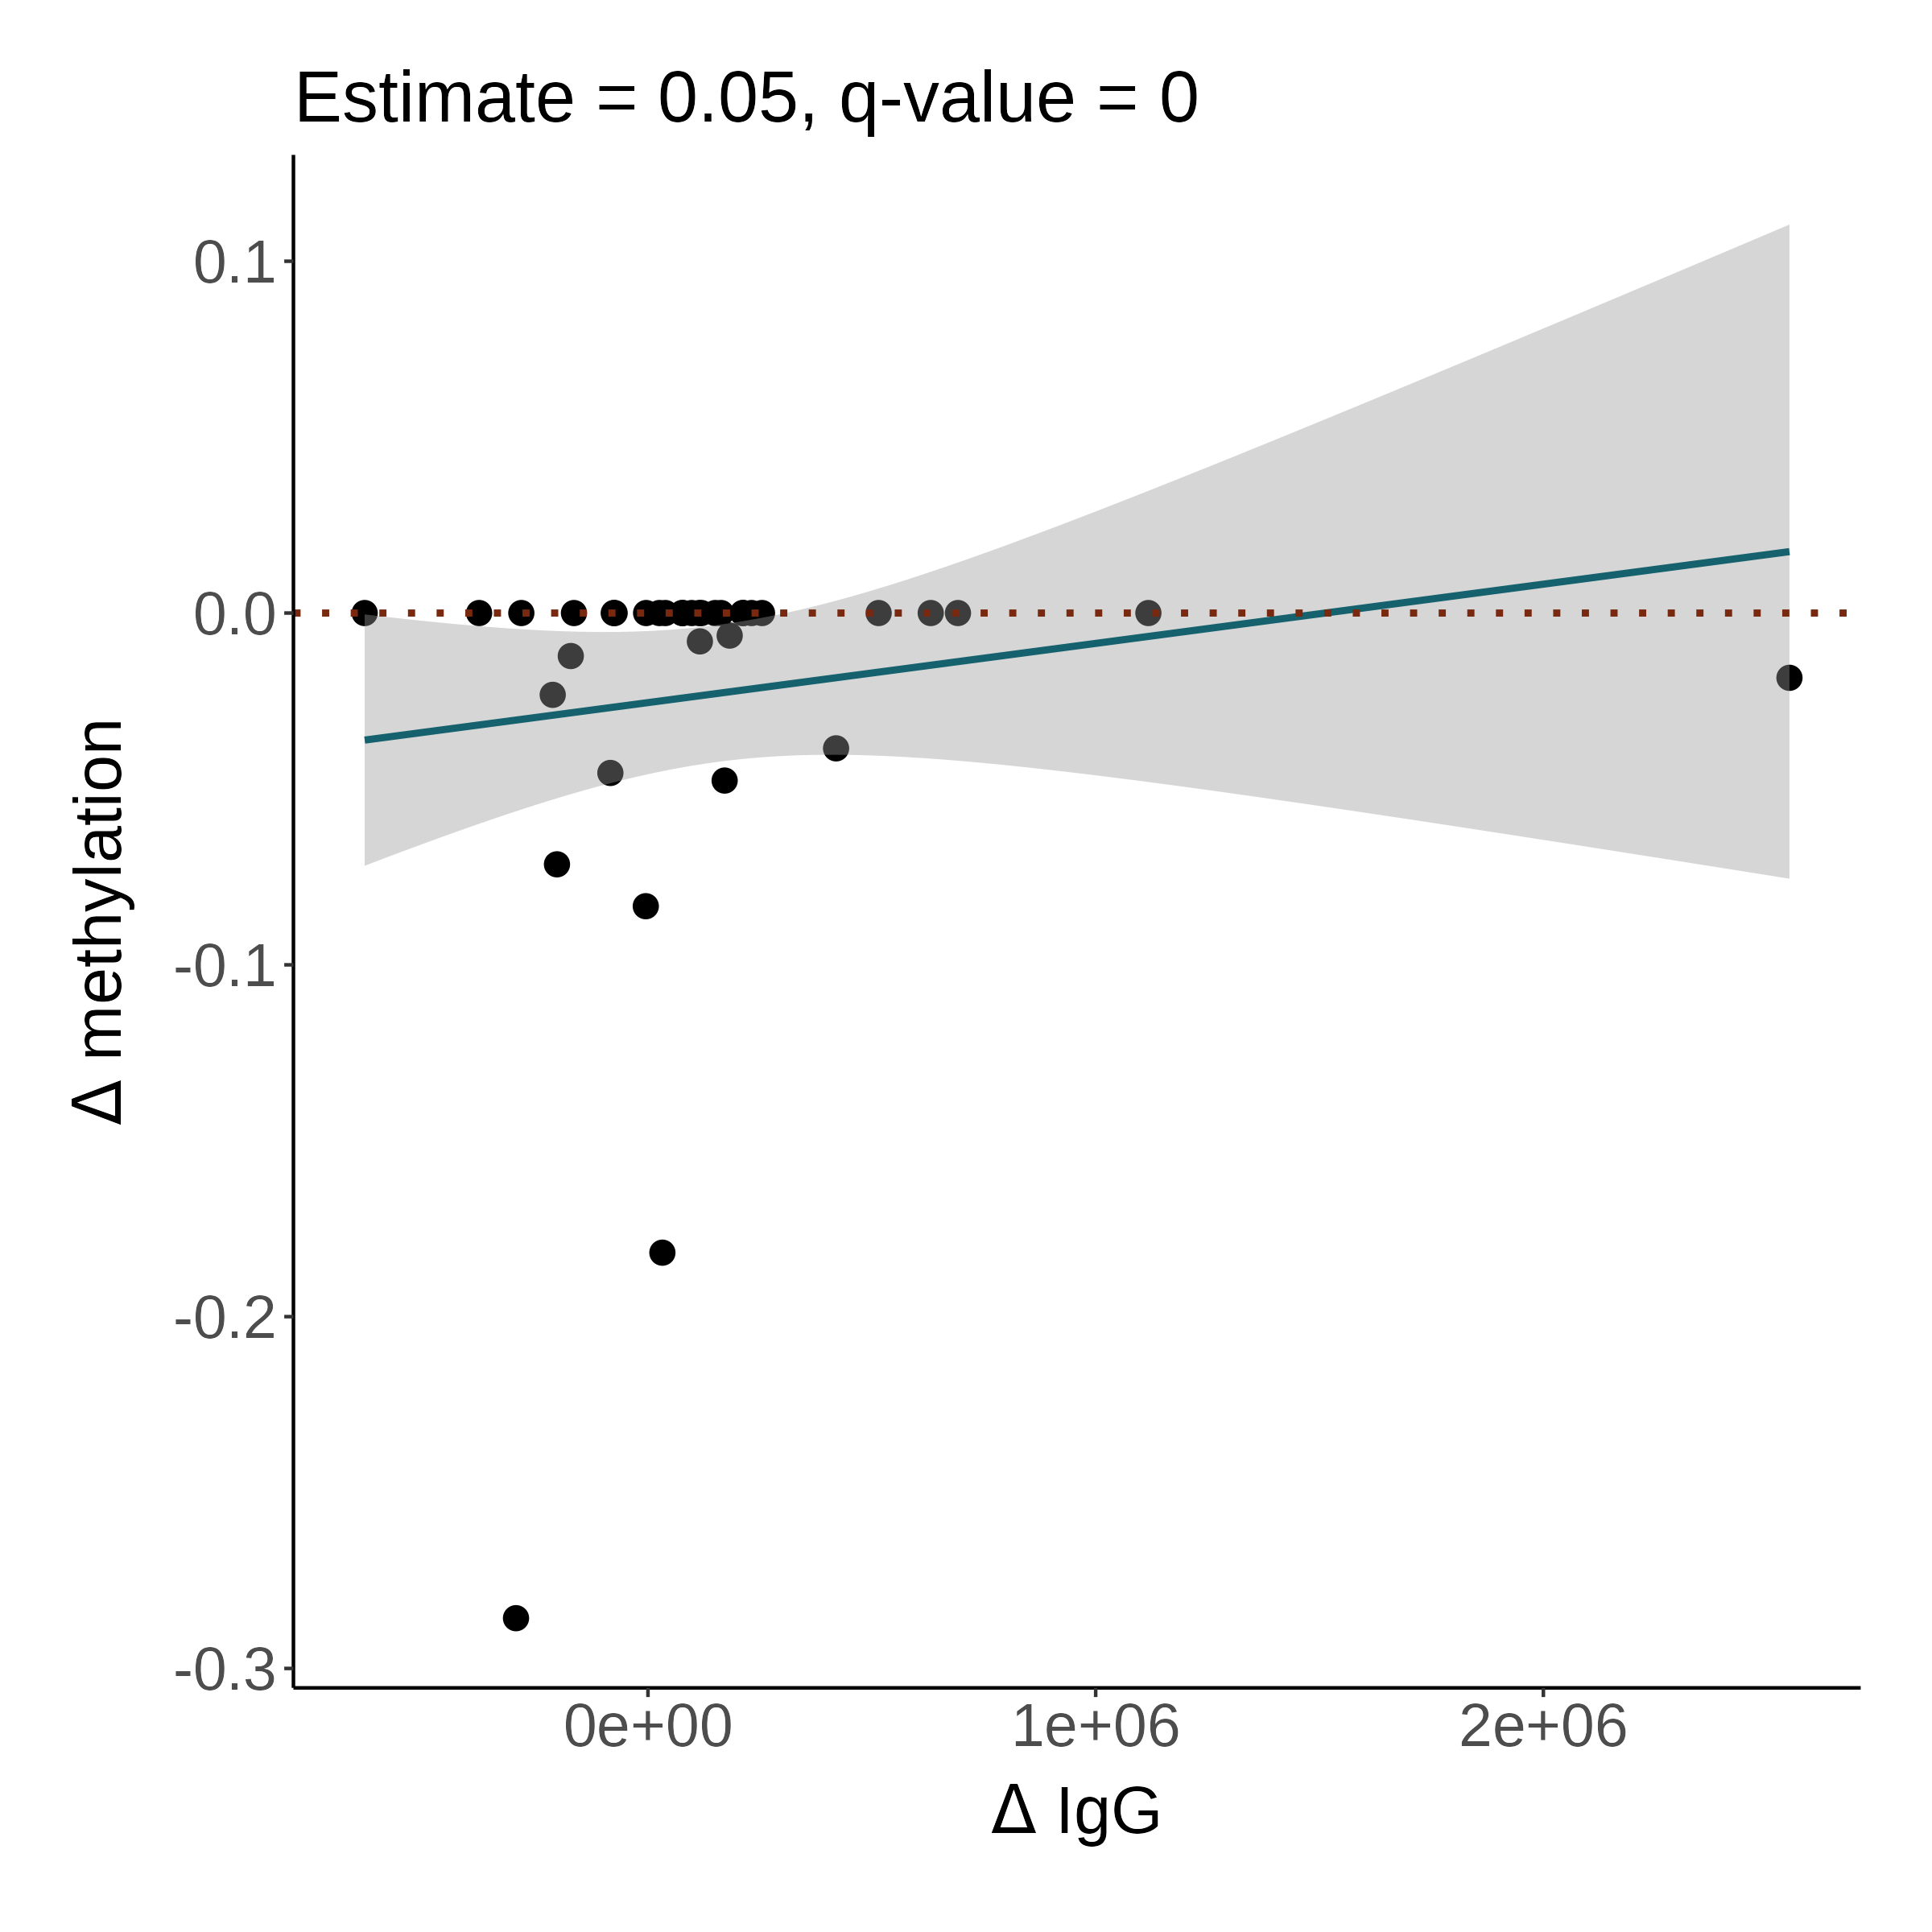 Estimate = 0.05, q-value = 0
0.1
0.0
-0.1
-0.2
-0.3
Δ methylation
0e+00 1e+06 2e+06
Δ IgG